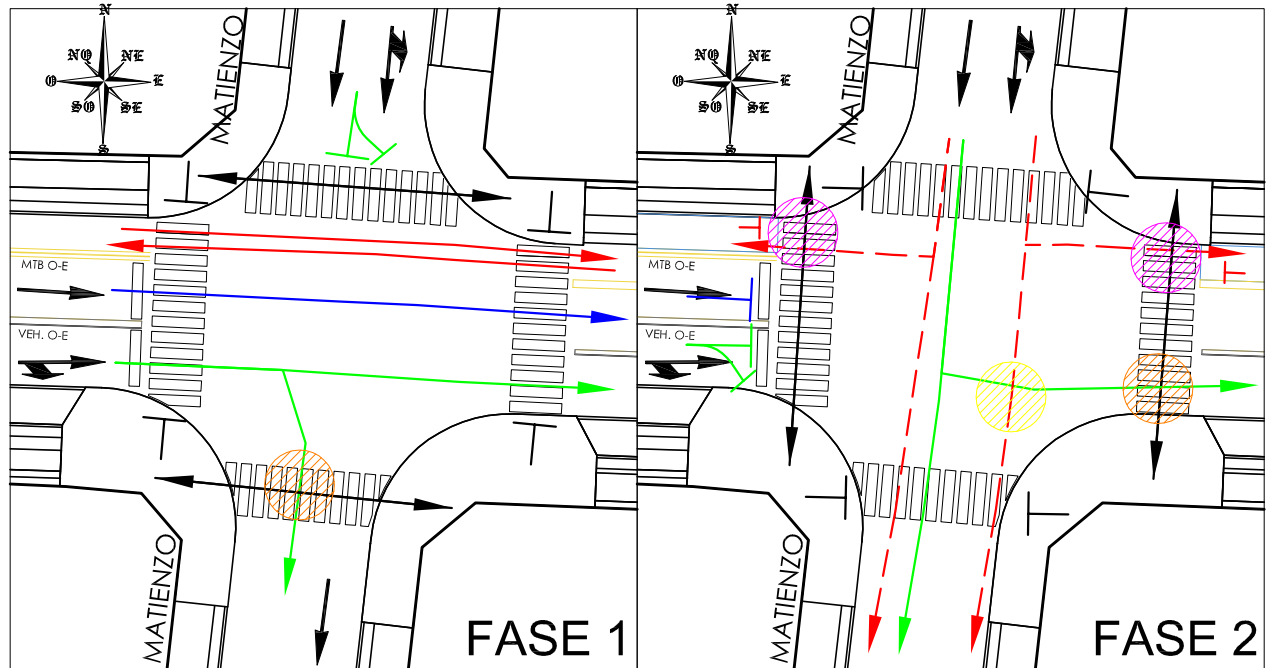 N
NO NE
O E
SO SE
S
MATIENZO
MTB O-E
VEH. O-E
MATIENZO
FASE 1
N
NO NE
O E
SO SE
S
MATIENZO
MTB O-E
VEH. O-E
MATIENZO
FASE 2